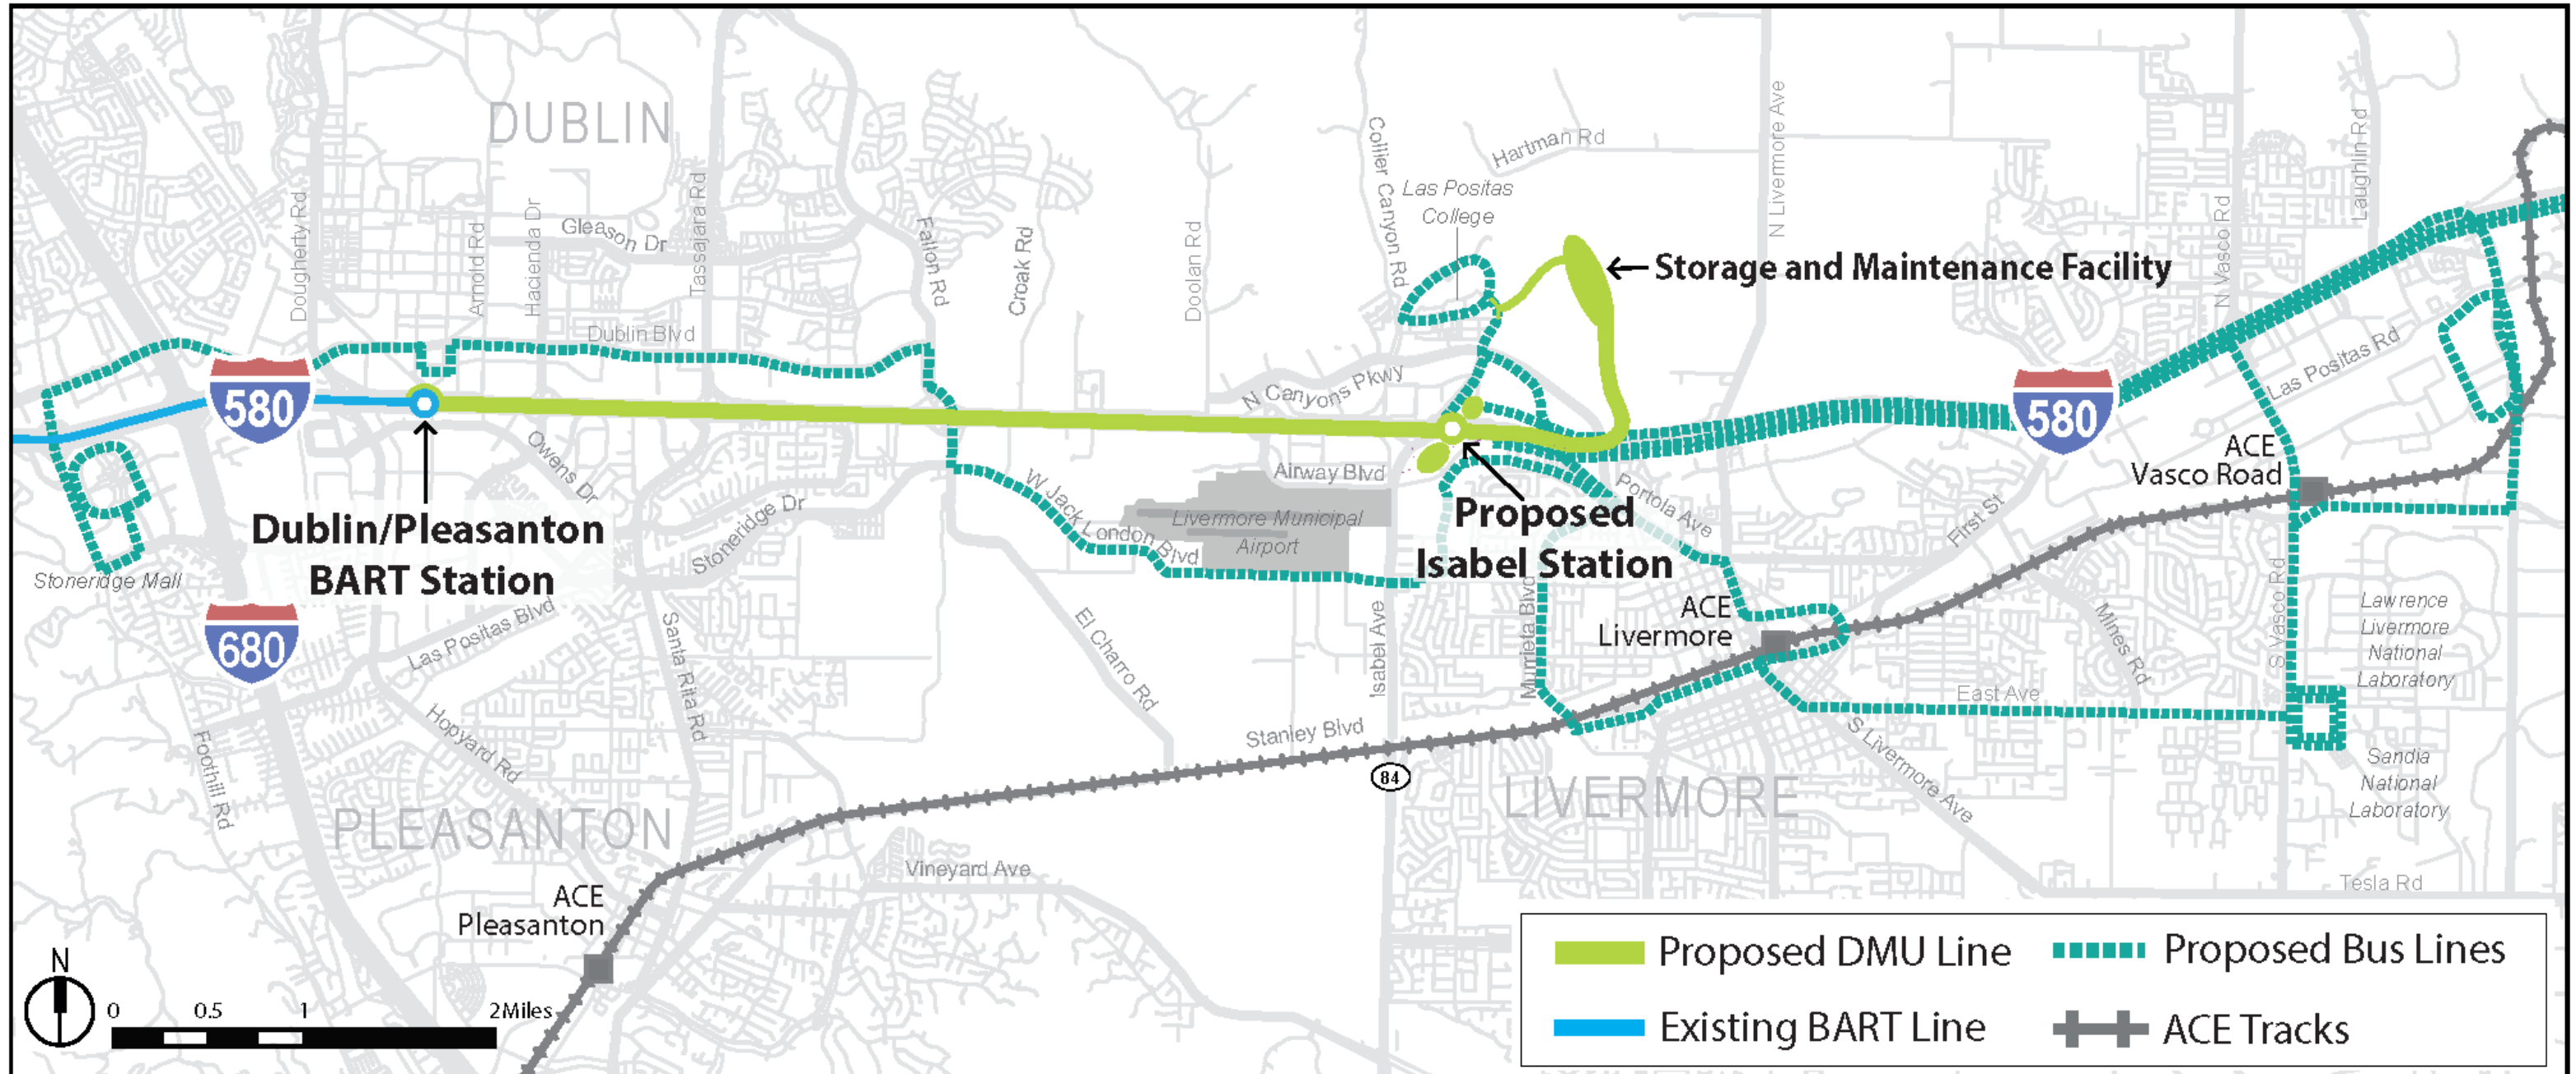 DUBLIN
Dougherty Rd
Arnold Rd
Hacienda Dr
Gleason Dr
Tassajara Rd
Fallon Rd
Croak Rd
Doolan Rd
Collier Canyon Rd
Las Positas
College
Hartman Rd
N Livermore Ave
N Vasco Rd
Laughlin Rd
Storage and Maintenance Facility
Dublin Blvd
N Canyons Pkwy
580
580
Las Positas Rd
Owens Dr
Airway Blvd
Portola Ave
First St
ACE
Vasco Road
Dublin/Pleasanton
BART Station
Stoneridge Dr
W Jack London Blvd
Livermore Municipal
Airport
Proposed
Isabel Station
Stoneridge Mall
680
Las Positas Blvd
Santa Rita Rd
El Charro Rd
Isabel Ave
Murrieta Blvd
ACE
Livermore
Mines Rd
S Vasco Rd
Lawrence
Livermore
National
Laboratory
East Ave
Foothill Rd
Hopyard Rd
Stanley Blvd
84
S Livermore Ave
Sandia
National
Laboratory
PLEASANTON
LIVERMORE
Vineyard Ave
Tesla Rd
ACE
Pleasanton
N
0 0.5 1 2Miles
Proposed DMU Line
Proposed Bus Lines
Existing BART Line
ACE Tracks